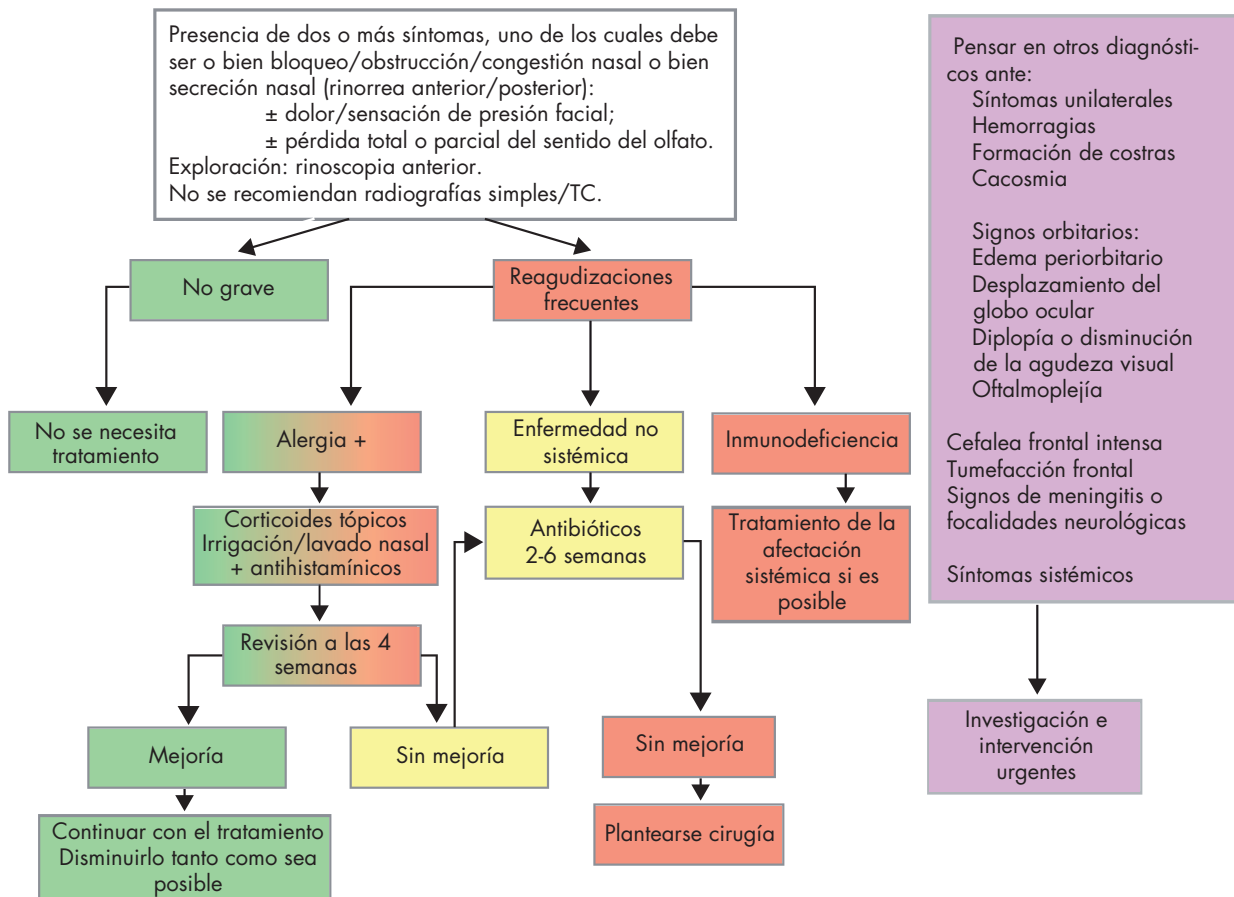 Presencia de dos o más síntomas, uno de los cuales debe
ser o bien bloqueo/obstrucción/congestión nasal o bien
secreción nasal (rinorrea anterior/posterior):
± dolor/sensación de presión facial;
± pérdida total o parcial del sentido del olfato.
Exploración: rinoscopia anterior.
No se recomiendan radiografías simples/TC.
No grave
Reagudizaciones
frecuentes
No se necesita
tratamiento
Alergia +
Enfermedad no
sistémica
Inmunodeficiencia
Corticoides tópicos
Irrigación/lavado nasal
+ antihistamínicos
Antibióticos
2-6 semanas
Tratamiento de la
afectación
sistémica si es
posible
Revisión a las 4
semanas
Mejoría
Sin mejoría
Sin mejoría
Continuar con el tratamiento
Disminuirlo tanto como sea
posible
Plantearse cirugía
Pensar en otros diagnósti-
cos ante:
Síntomas unilaterales
Hemorragias
Formación de costras
Cacosmia
Signos orbitarios:
Edema periorbitario
Desplazamiento del
globo ocular
Diplopía o disminución
de la agudeza visual
Oftalmoplejía
Cefalea frontal intensa
Tumefacción frontal
Signos de meningitis o
focalidades neurológicas
Síntomas sistémicos
Investigación e
intervención
urgentes